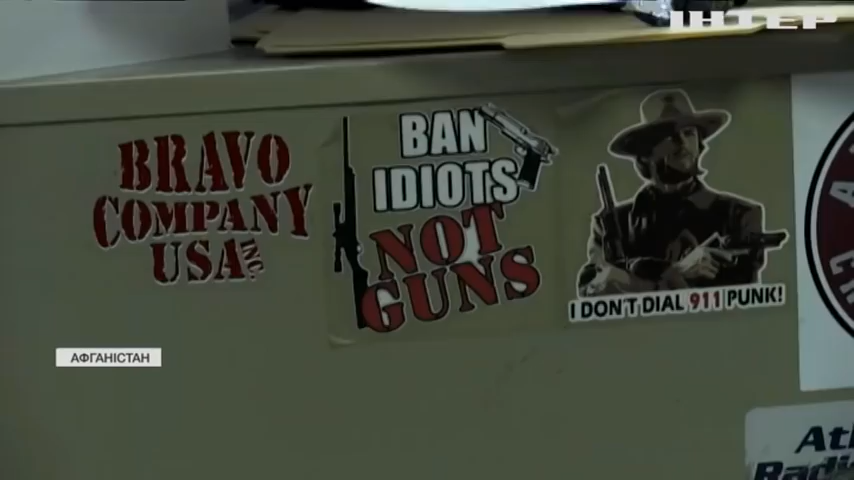 ІНТЕР
BRAVO
COMPANY
USA INC.
BAN
IDIOTS
NOT
GUNS
I DON'T DIAL 911 PUNK!
АФГАНІСТАН